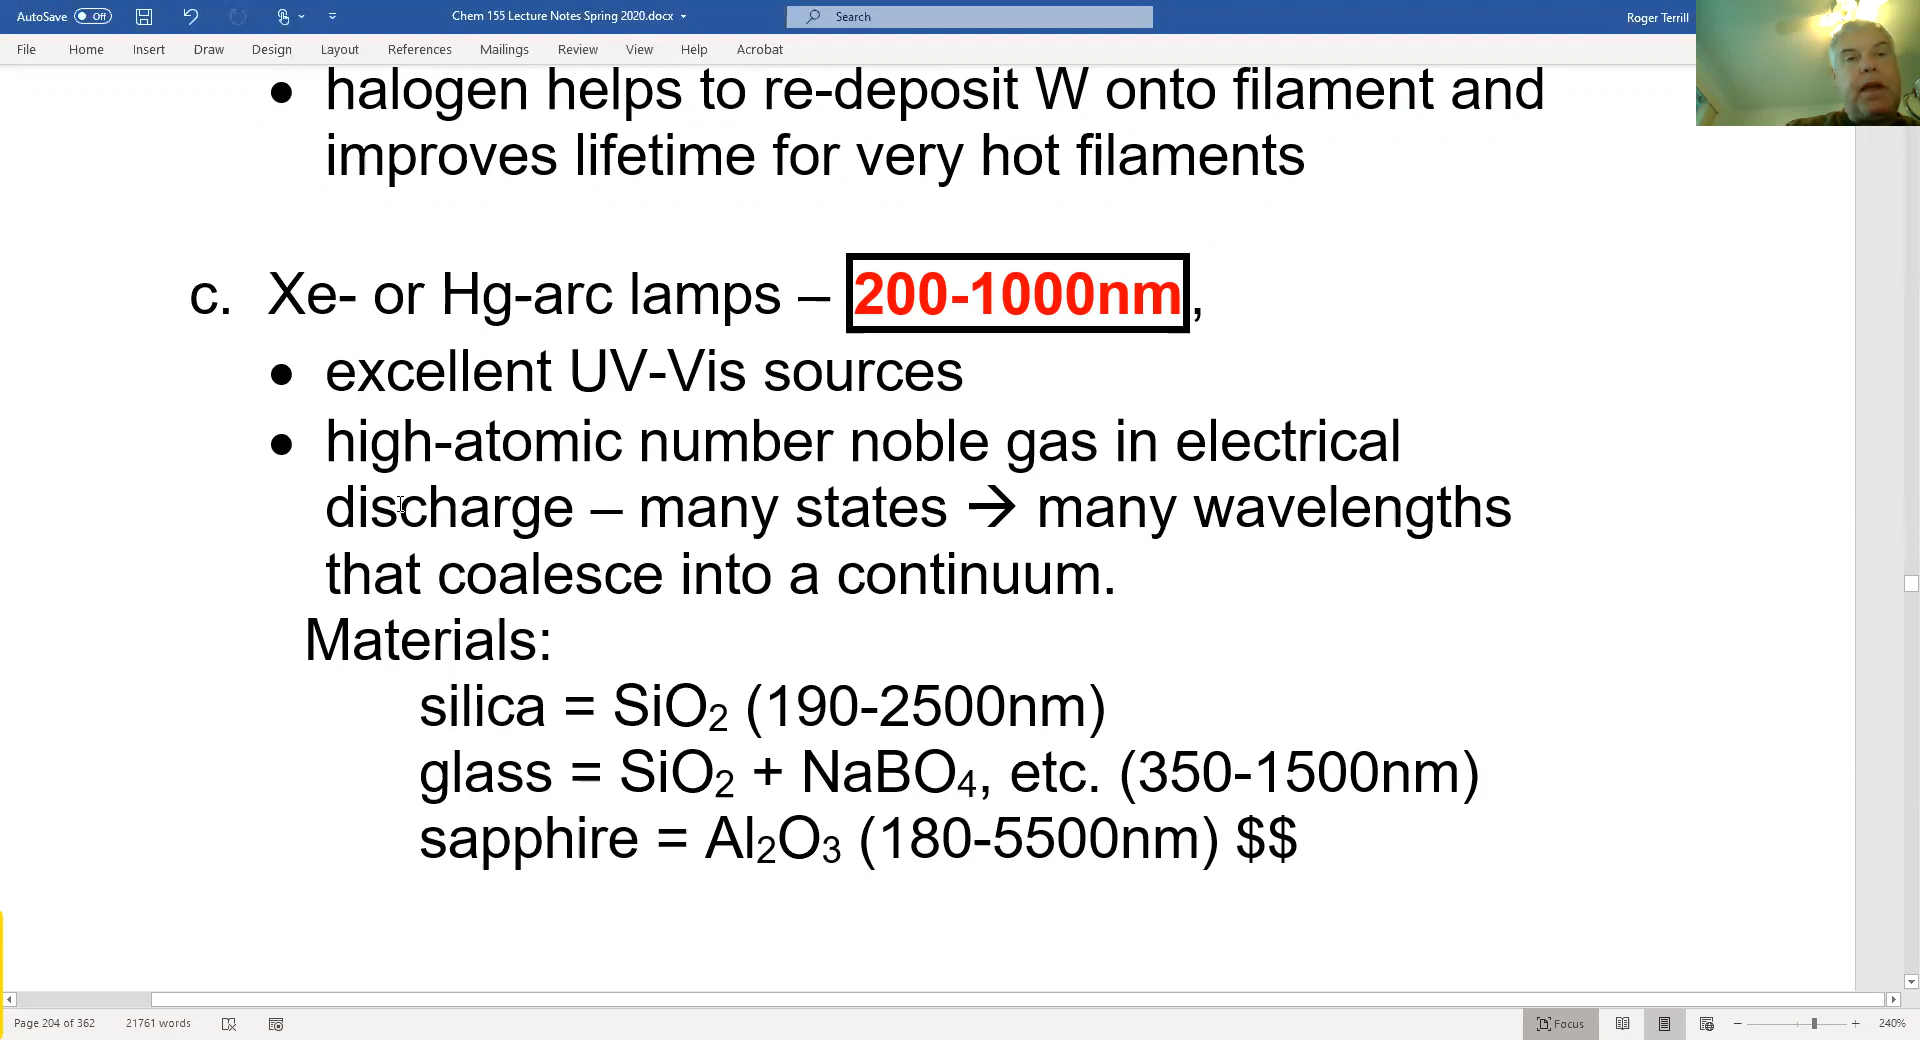 AutoSave Off Chem 155 Lecture Notes Spring 2020.docx Search Roger Terrill
File Home Insert Draw Design Layout References Mailings Review View Help Acrobat
● halogen helps to re-deposit W onto filament and
improves lifetime for very hot filaments
c. Xe- or Hg-arc lamps – 200-1000nm,
● excellent UV-Vis sources
● high-atomic number noble gas in electrical
discharge – many states → many wavelengths
that coalesce into a continuum.
Materials:
silica = SiO₂ (190-2500nm)
glass = SiO₂ + NaBO₄, etc. (350-1500nm)
sapphire = Al₂O₃ (180-5500nm) $$
Page 204 of 362 21761 words Focus 240%